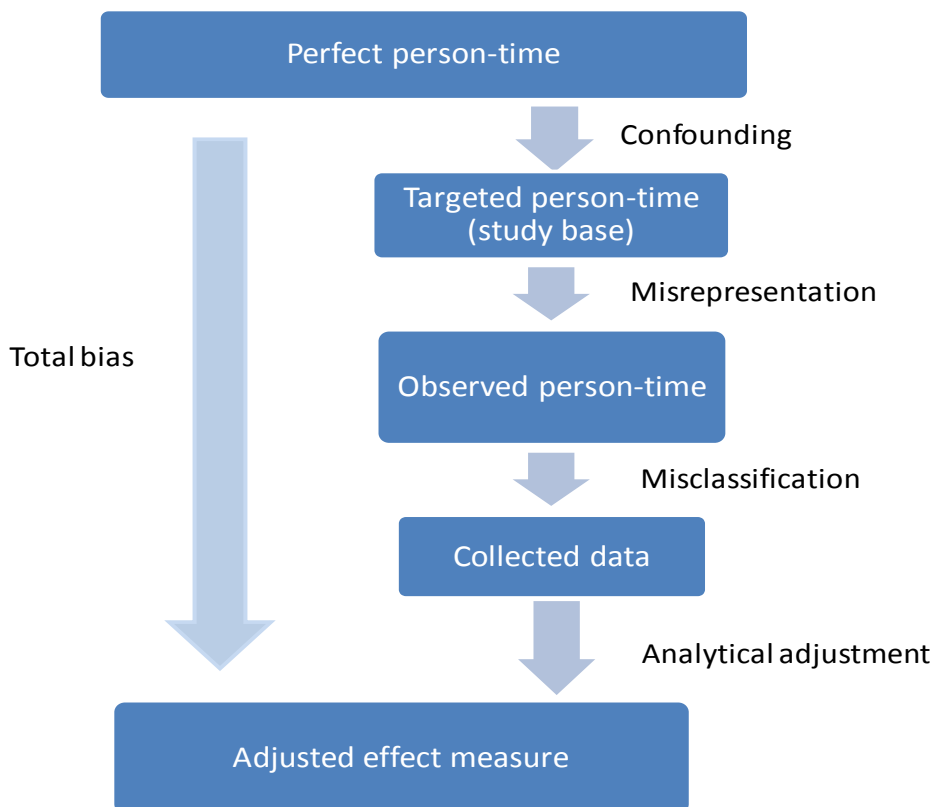 Perfect person-time
Confounding
Targeted person-time
(study base)
Misrepresentation
Total bias
Observed person-time
Misclassification
Collected data
Analytical adjustment
Adjusted effect measure